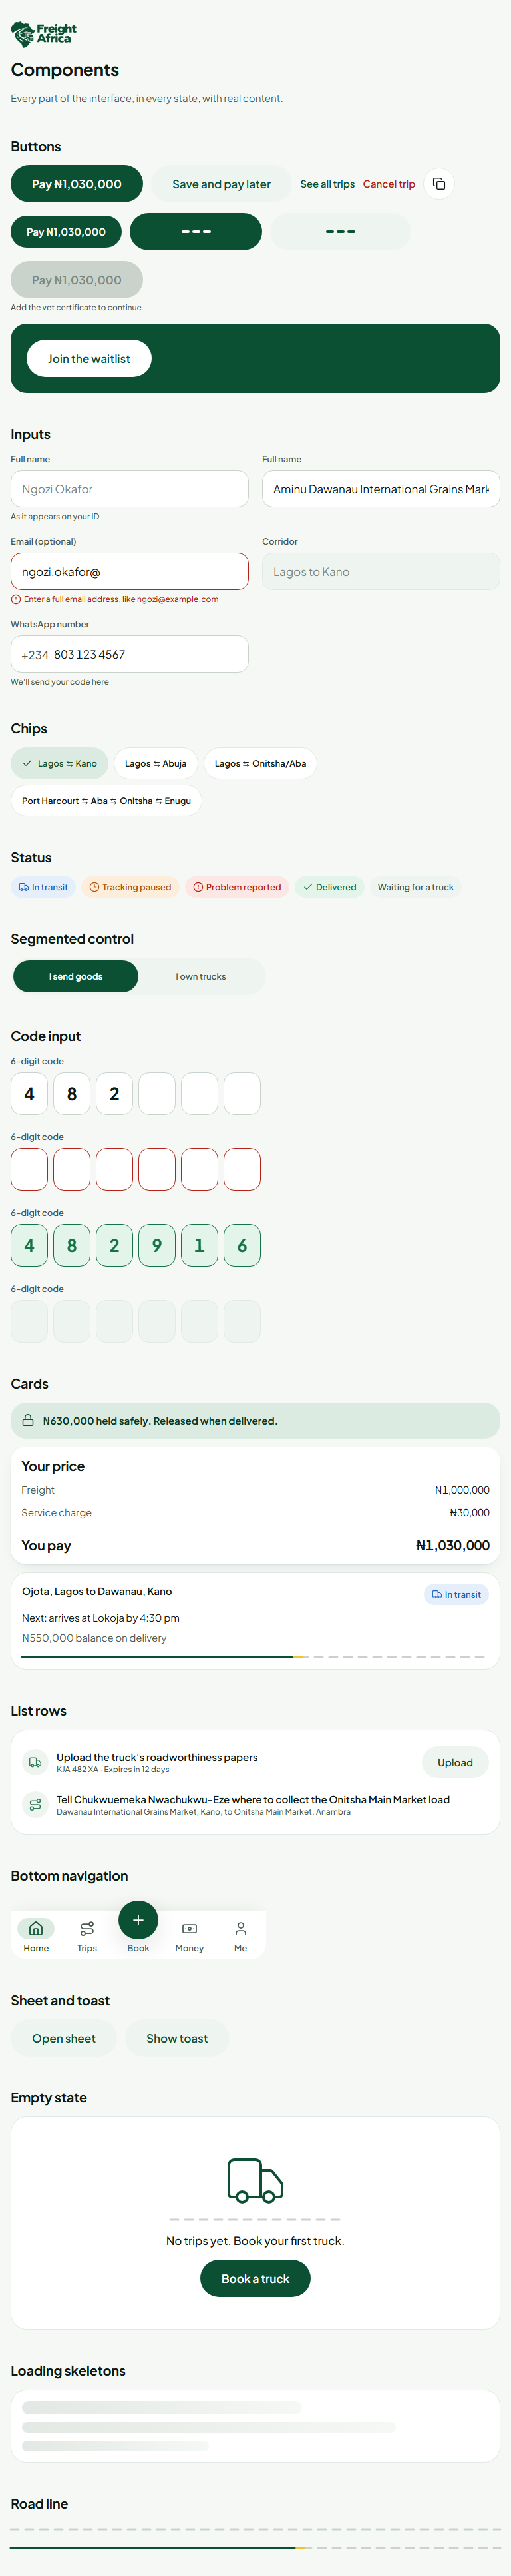 Freight
Africa
Components
Every part of the interface, in every state, with real content.
Buttons
Pay ₦1,030,000
Save and pay later
See all trips
Cancel trip
Pay ₦1,030,000
Pay ₦1,030,000
Add the vet certificate to continue
Join the waitlist
Inputs
Full name
Full name
Ngozi Okafor
Aminu Dawanau International Grains Mark
As it appears on your ID
Email (optional)
Corridor
ngozi.okafor@
Lagos to Kano
Enter a full email address, like ngozi@example.com
WhatsApp number
+234 803 123 4567
We'll send your code here
Chips
Lagos ⇆ Kano
Lagos ⇆ Abuja
Lagos ⇆ Onitsha/Aba
Port Harcourt ⇆ Aba ⇆ Onitsha ⇆ Enugu
Status
In transit
Tracking paused
Problem reported
Delivered
Waiting for a truck
Segmented control
I send goods
I own trucks
Code input
6-digit code
4 8 2
6-digit code
6-digit code
4 8 2 9 1 6
6-digit code
Cards
₦630,000 held safely. Released when delivered.
Your price
Freight ₦1,000,000
Service charge ₦30,000
You pay ₦1,030,000
Ojota, Lagos to Dawanau, Kano
In transit
Next: arrives at Lokoja by 4:30 pm
₦550,000 balance on delivery
List rows
Upload the truck's roadworthiness papers
KJA 482 XA · Expires in 12 days
Upload
Tell Chukwuemeka Nwachukwu-Eze where to collect the Onitsha Main Market load
Dawanau International Grains Market, Kano, to Onitsha Main Market, Anambra
Bottom navigation
Home
Trips
Book
Money
Me
Sheet and toast
Open sheet
Show toast
Empty state
No trips yet. Book your first truck.
Book a truck
Loading skeletons
Road line